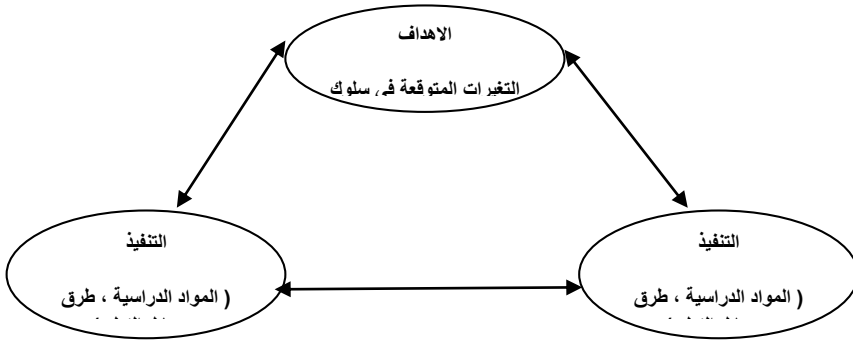 الاهداف
التغيرات المتوقعة في سلوك
التنفيذ
( المواد الدراسية ، طرق
التنفيذ
( المواد الدراسية ، طرق